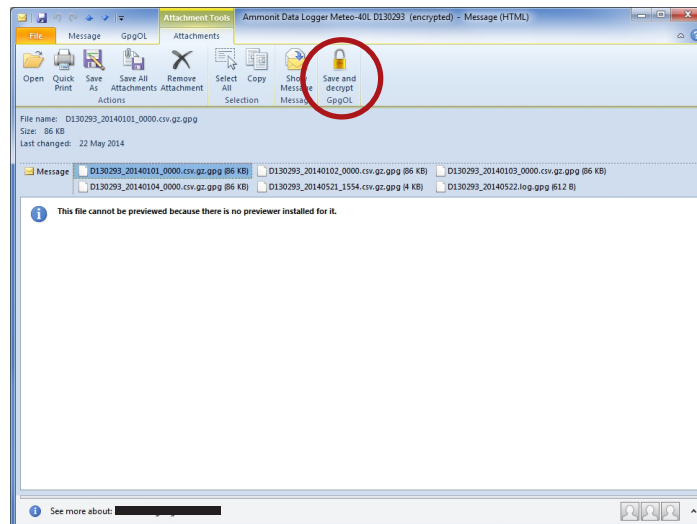 Attachment Tools Ammonit Data Logger Meteo-40L D130293 (encrypted) - Message (HTML)
File Message GpgOL Attachments
Open Quick Print Save As Save All Attachments Remove Attachment Select All Copy Show Message Save and decrypt
Actions Selection Message GpgOL
File name: D130293_20140101_0000.csv.gz.gpg
Size: 86 KB
Last changed: 22 May 2014
Message D130293_20140101_0000.csv.gz.gpg (86 KB) D130293_20140102_0000.csv.gz.gpg (86 KB) D130293_20140103_0000.csv.gz.gpg (86 KB)
D130293_20140104_0000.csv.gz.gpg (86 KB) D130293_20140521_1554.csv.gz.gpg (4 KB) D130293_20140522.log.gpg (612 B)
This file cannot be previewed because there is no previewer installed for it.
See more about: